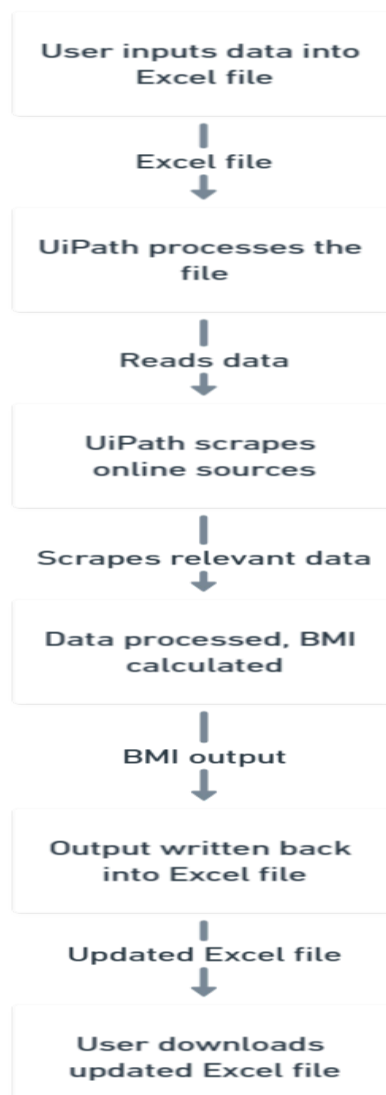 User inputs data into
Excel file
Excel file
UiPath processes the
file
Reads data
UiPath scrapes
online sources
Scrapes relevant data
Data processed, BMI
calculated
BMI output
Output written back
into Excel file
Updated Excel file
User downloads
updated Excel file